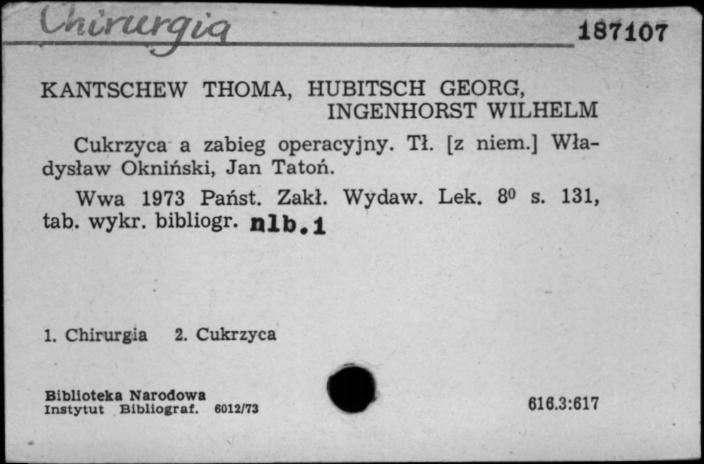 Chirurgia
187107
KANTSCHEW THOMA, HUBITSCH GEORG,
INGENHORST WILHELM
Cukrzyca a zabieg operacyjny. Tł. [z niem.] Wła-
dysław Okniński, Jan Tatoń.
Wwa 1973 Państ. Zakł. Wydaw. Lek. 8⁰ s. 131,
tab. wykr. bibliogr. nlb.1
1. Chirurgia 2. Cukrzyca
Biblioteka Narodowa
Instytut Bibliograf. 6012/73
616.3:617